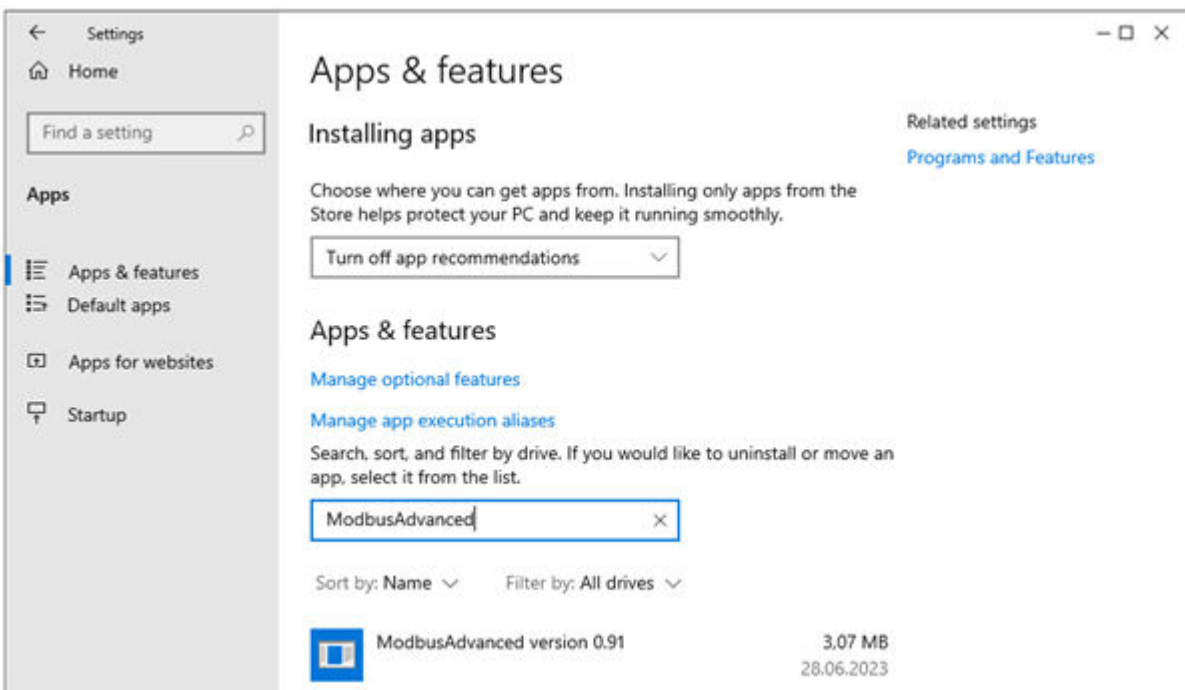 Settings
Home
Find a setting
Apps
Apps & features
Default apps
Apps for websites
Startup
Apps & features
Installing apps
Choose where you can get apps from. Installing only apps from the
Store helps protect your PC and keep it running smoothly.
Turn off app recommendations
Apps & features
Manage optional features
Manage app execution aliases
Search, sort, and filter by drive. If you would like to uninstall or move an
app, select it from the list.
ModbusAdvanced
Sort by: Name Filter by: All drives
ModbusAdvanced version 0.91 3,07 MB
28.06.2023
Related settings
Programs and Features